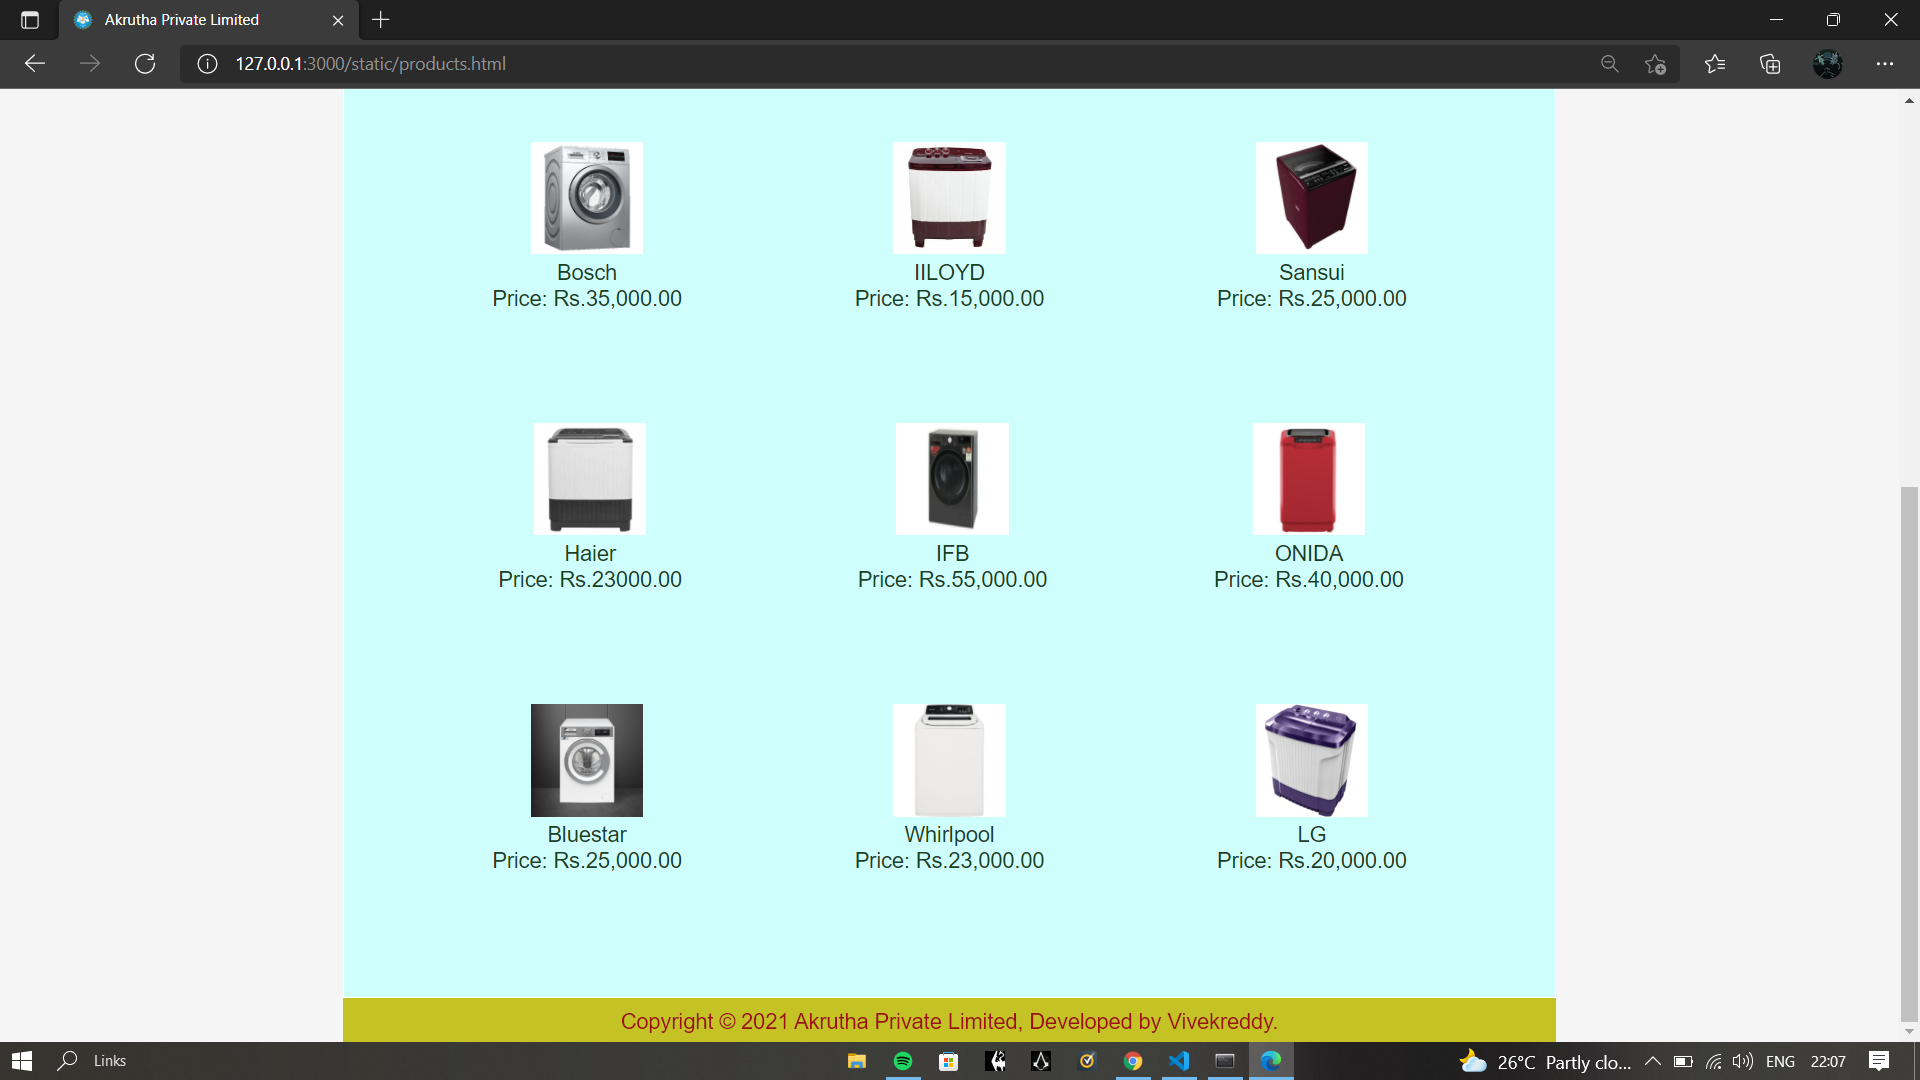 Akrutha Private Limited
127.0.0.1:3000/static/products.html
Bosch
Price: Rs.35,000.00
IILOYD
Price: Rs.15,000.00
Sansui
Price: Rs.25,000.00
Haier
Price: Rs.23000.00
IFB
Price: Rs.55,000.00
ONIDA
Price: Rs.40,000.00
Bluestar
Price: Rs.25,000.00
Whirlpool
Price: Rs.23,000.00
LG
Price: Rs.20,000.00
Copyright © 2021 Akrutha Private Limited, Developed by Vivekreddy.
Links
26°C Partly clo...
ENG
22:07